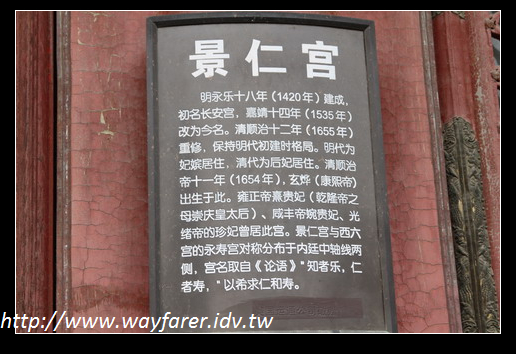 景仁宫
明永乐十八年(1420年)建成,
初名长安宫,嘉靖十四年(1535年)
改为今名。清顺治十二年(1655年)
重修,保持明代初建时格局。明代为
妃嫔居住,清代为后妃居住。清顺治
帝十一年(1654年),玄烨(康熙帝)
出生于此。雍正帝熹贵妃(乾隆帝之
母崇庆皇太后)、咸丰帝婉贵妃、光
绪帝的珍妃曾居此宫。景仁宫与西六
宫的永寿宫对称分布于内廷中轴线两
侧,宫名取自《论语》"知者乐,仁
者寿,"以希求仁和寿。
http://www.wayfarer.idv.tw